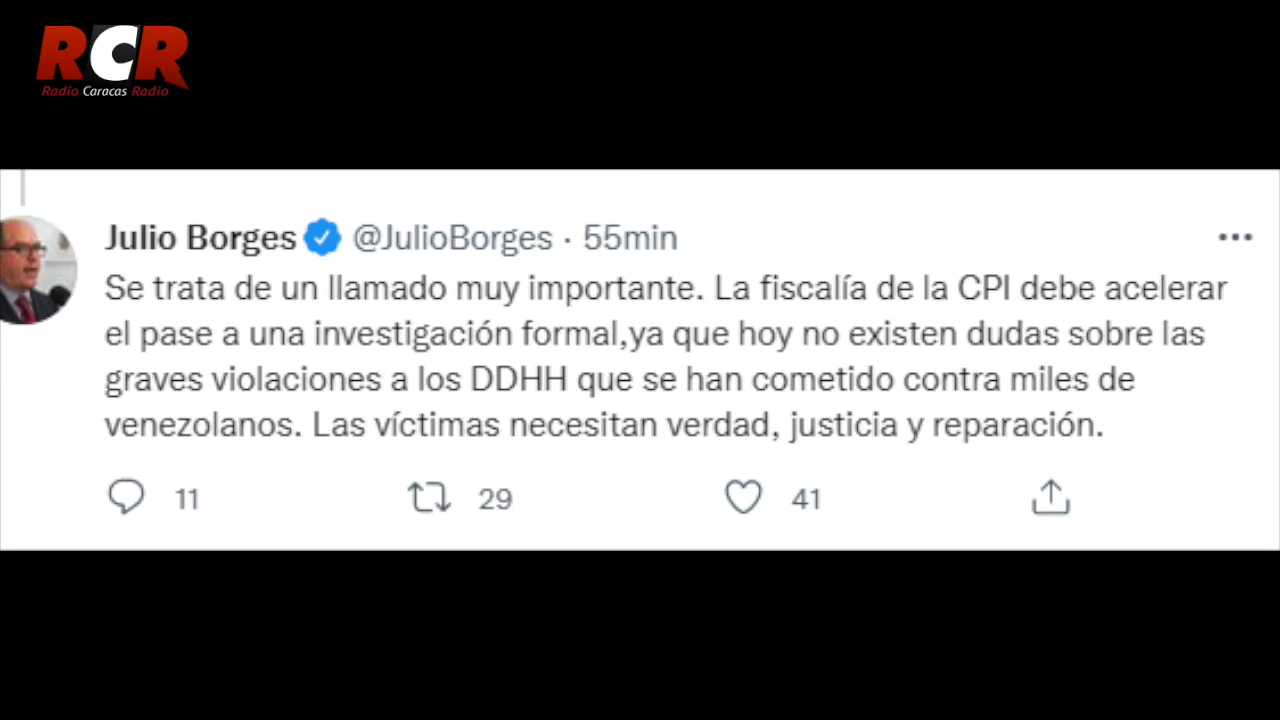 RCR
Radio Caracas Radio
Julio Borges @JulioBorges · 55min
Se trata de un llamado muy importante. La fiscalía de la CPI debe acelerar
el pase a una investigación formal,ya que hoy no existen dudas sobre las
graves violaciones a los DDHH que se han cometido contra miles de
venezolanos. Las víctimas necesitan verdad, justicia y reparación.
11 29 41